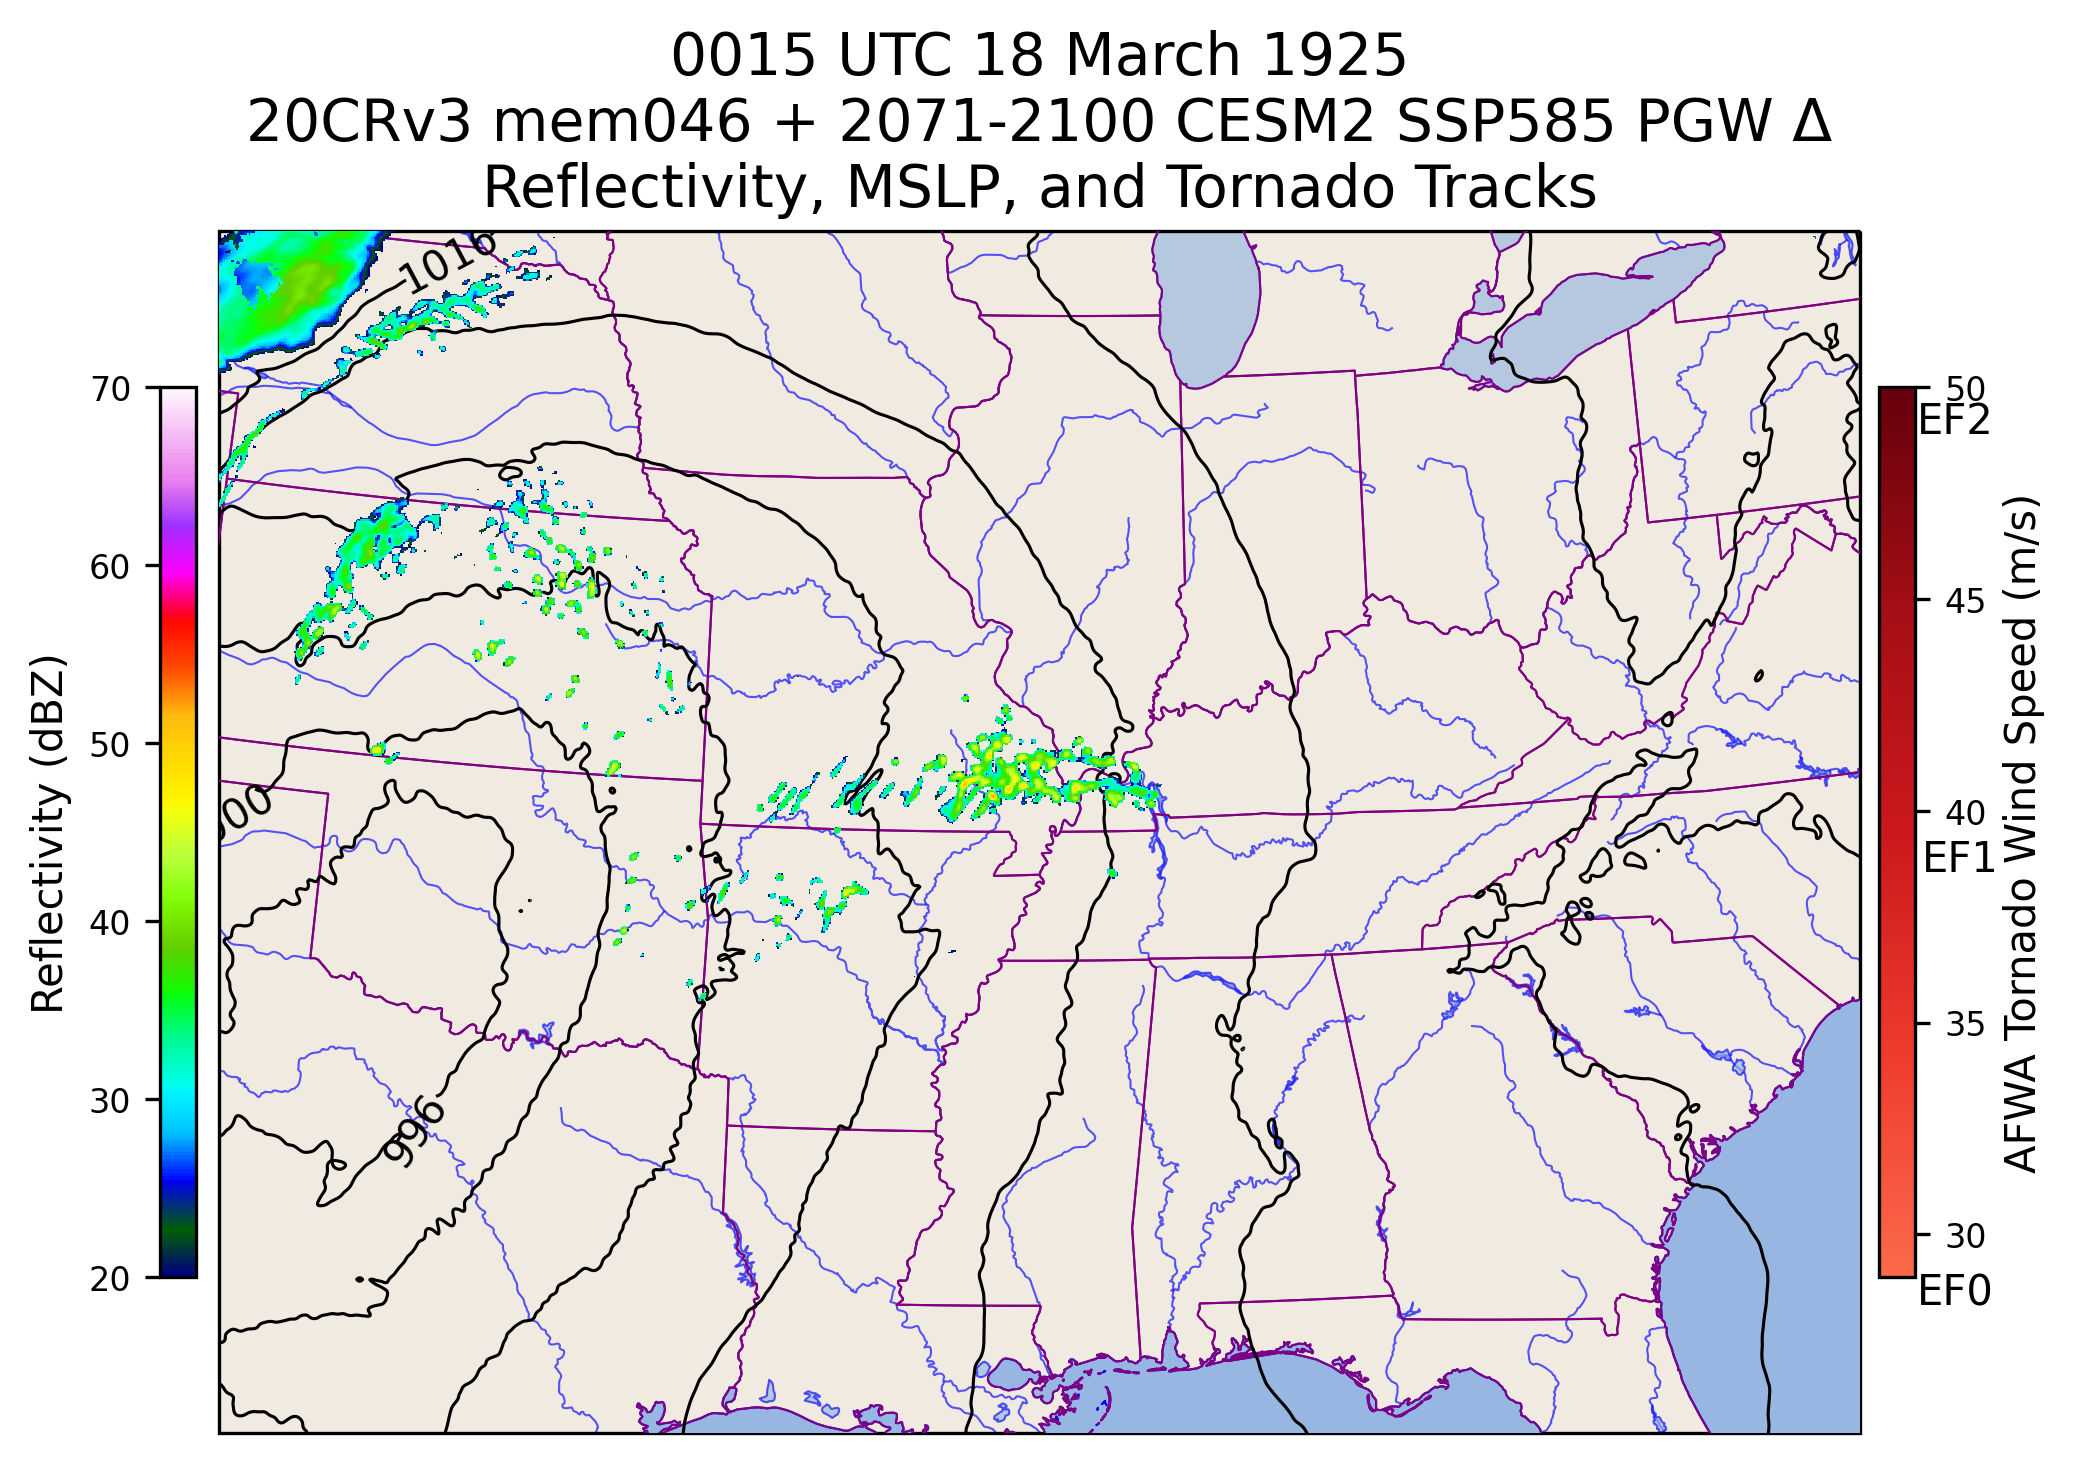 0015 UTC 18 March 1925
20CRv3 mem046 + 2071-2100 CESM2 SSP585 PGW Δ
Reflectivity, MSLP, and Tornado Tracks
1016
70
60
50
40
30
20
Reflectivity (dBZ)
000
996
50
EF2
45
40
EF1
35
30
EF0
AFWA Tornado Wind Speed (m/s)